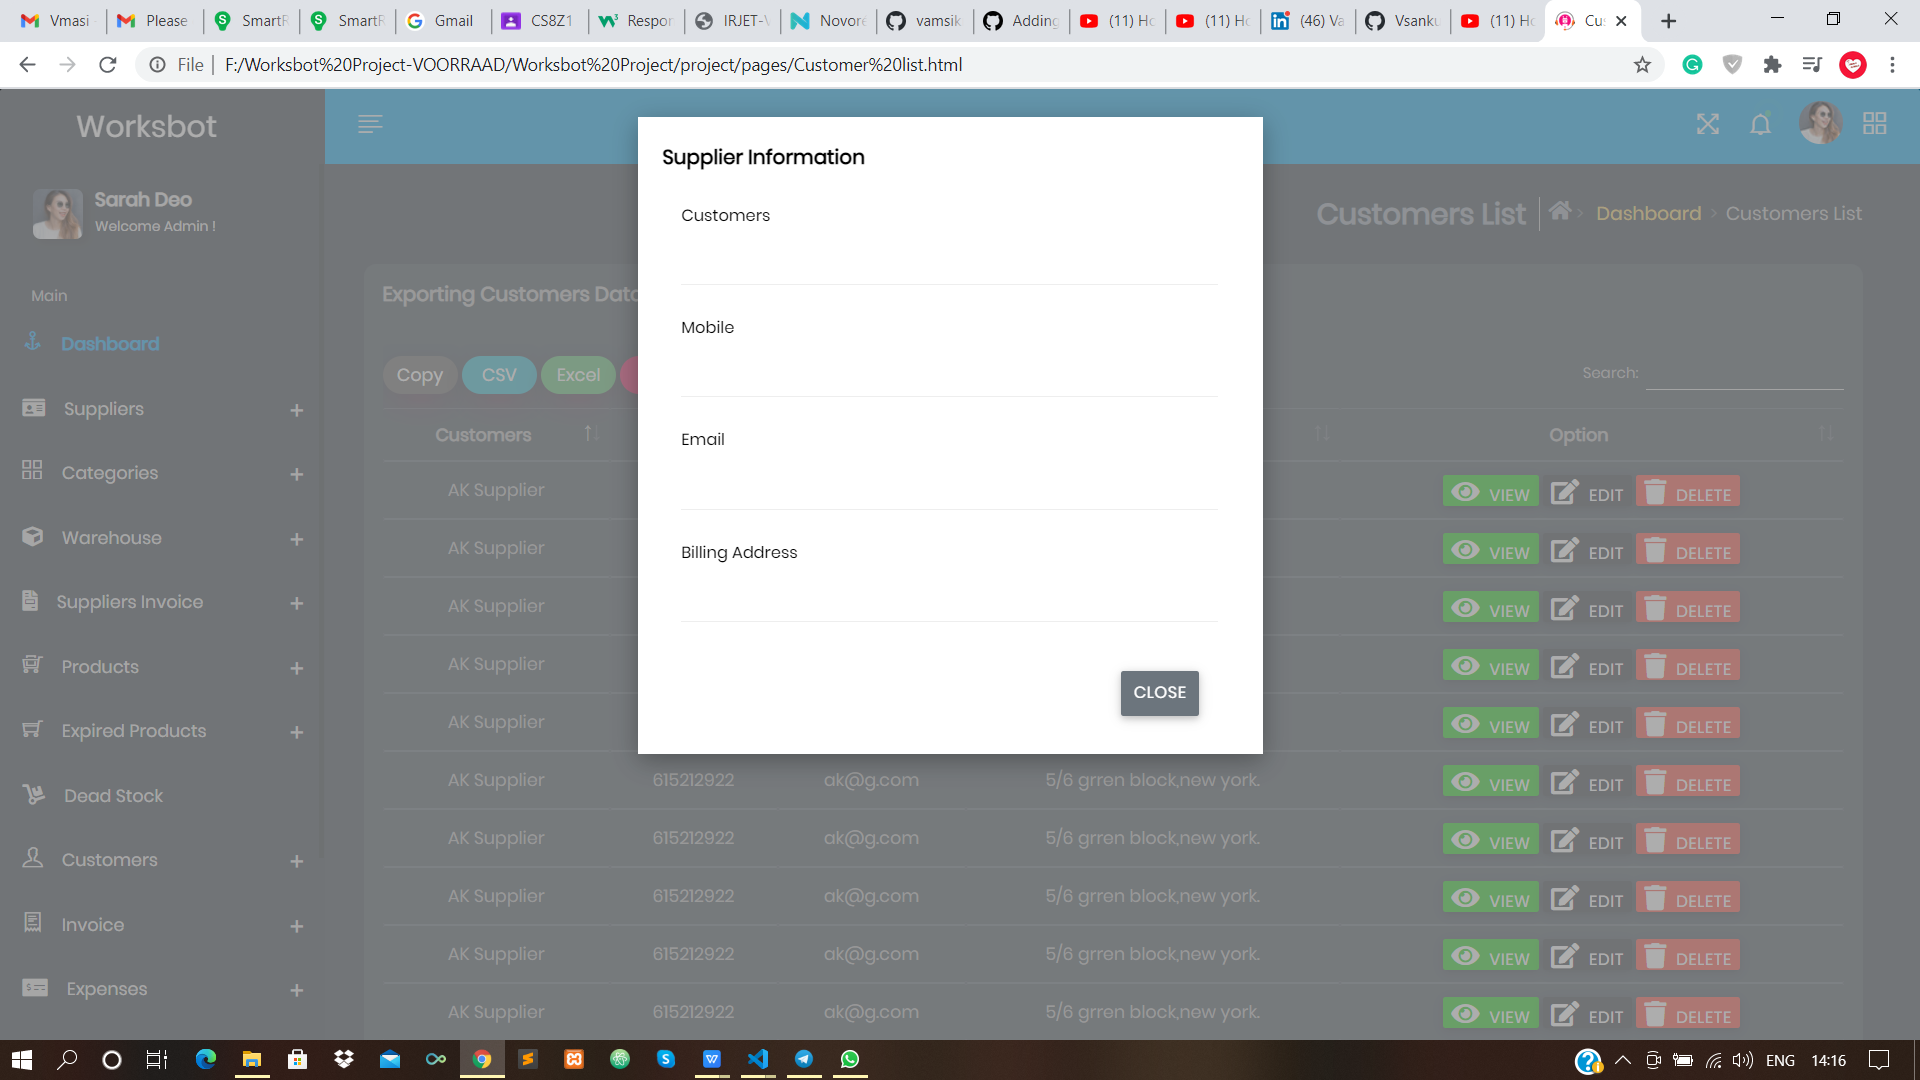 Vmasi
Please
SmartR
SmartR
Gmail
CS8Z1
Respon
IRJET-V
Novore
vamsik
Adding
(11) Ho
(11) Ho
(46) Va
Vsanku
(11) Ho
Cus
File
F:/Worksbot%20Project-VOORRAAD/Worksbot%20Project/project/pages/Customer%20list.html
Worksbot
Sarah Deo
Welcome Admin !
Main
Dashboard
Suppliers
Categories
Warehouse
Suppliers Invoice
Products
Expired Products
Dead Stock
Customers
Invoice
Expenses
Customers List
Dashboard
Customers List
Exporting Customers Data
Copy
CSV
Excel
Search:
Customers
Option
AK Supplier
VIEW
EDIT
DELETE
AK Supplier
VIEW
EDIT
DELETE
AK Supplier
VIEW
EDIT
DELETE
AK Supplier
VIEW
EDIT
DELETE
AK Supplier
VIEW
EDIT
DELETE
AK Supplier 615212922 ak@g.com 5/6 grren block,new york. VIEW EDIT DELETE
AK Supplier 615212922 ak@g.com 5/6 grren block,new york. VIEW EDIT DELETE
AK Supplier 615212922 ak@g.com 5/6 grren block,new york. VIEW EDIT DELETE
AK Supplier 615212922 ak@g.com 5/6 grren block,new york. VIEW EDIT DELETE
AK Supplier 615212922 ak@g.com 5/6 grren block,new york. VIEW EDIT DELETE
Supplier Information
Customers
Mobile
Email
Billing Address
CLOSE
ENG
14:16